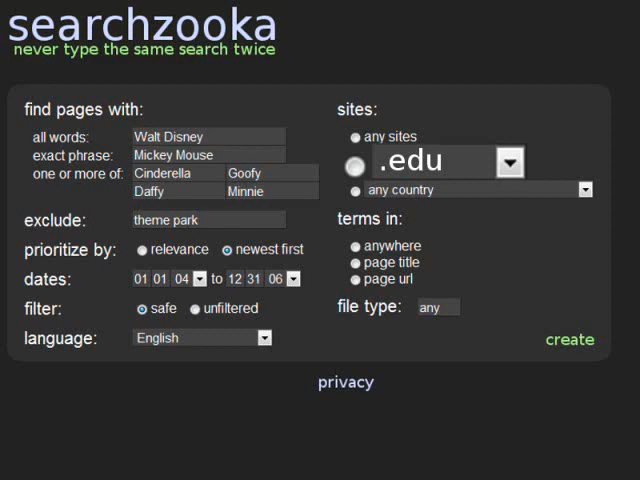 searchzooka
never type the same search twice
find pages with:
all words: Walt Disney
exact phrase: Mickey Mouse
one or more of: Cinderella Goofy
Daffy Minnie
exclude: theme park
prioritize by: relevance newest first
dates: 01 01 04 to 12 31 06
filter: safe unfiltered
language: English
sites:
any sites
.edu
any country
terms in:
anywhere
page title
page url
file type: any
create
privacy